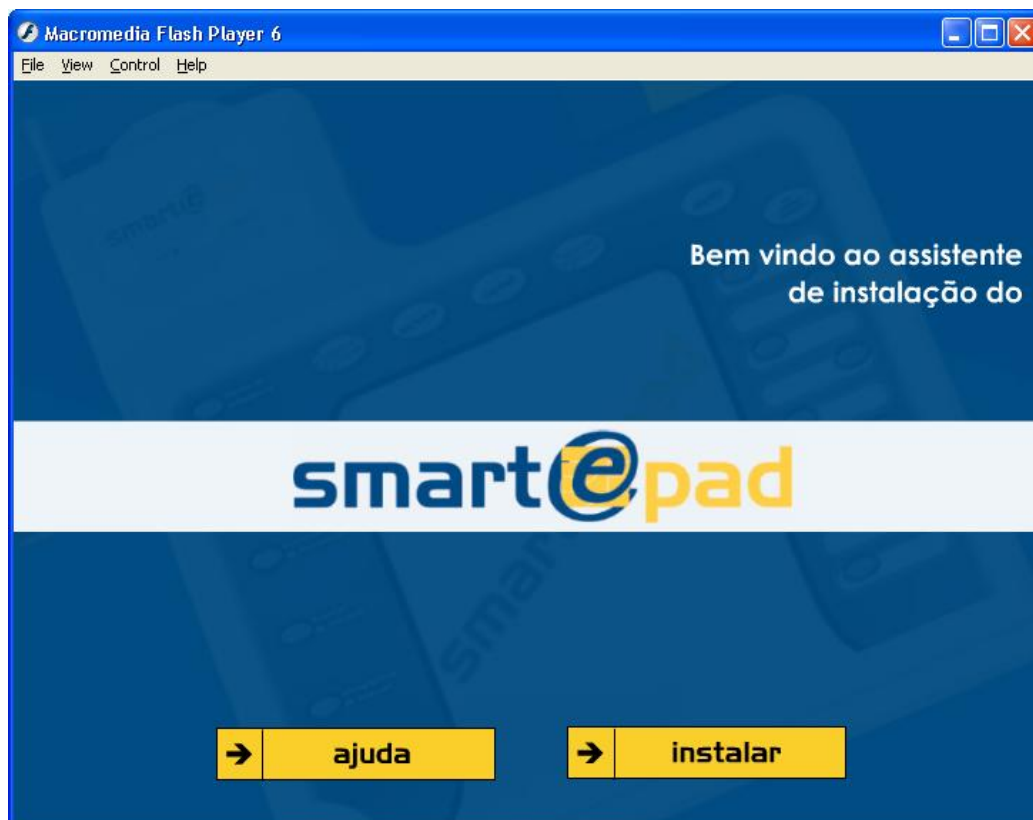 Macromedia Flash Player 6
File View Control Help
Bem vindo ao assistente
de instalação do
smart@pad
ajuda
instalar